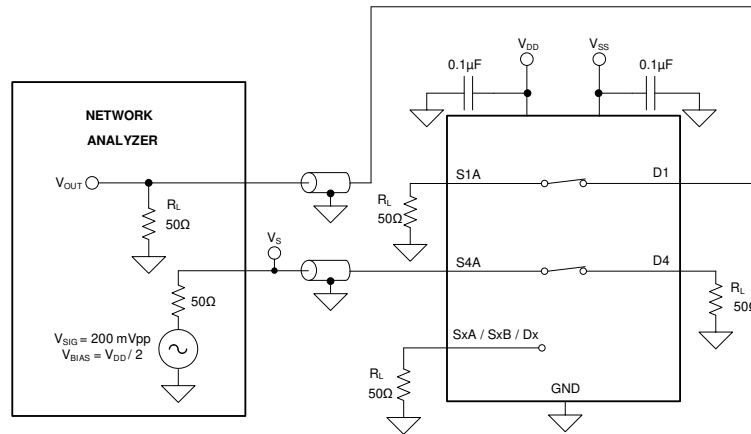 V_DD
V_SS
0.1µF
0.1µF
NETWORK
ANALYZER
V_OUT
R_L
50Ω
S1A
D1
R_L
50Ω
V_S
S4A
D4
50Ω
R_L
50Ω
V_SIG = 200 mVpp
V_BIAS = V_DD / 2
SxA / SxB / Dx
R_L
50Ω
GND